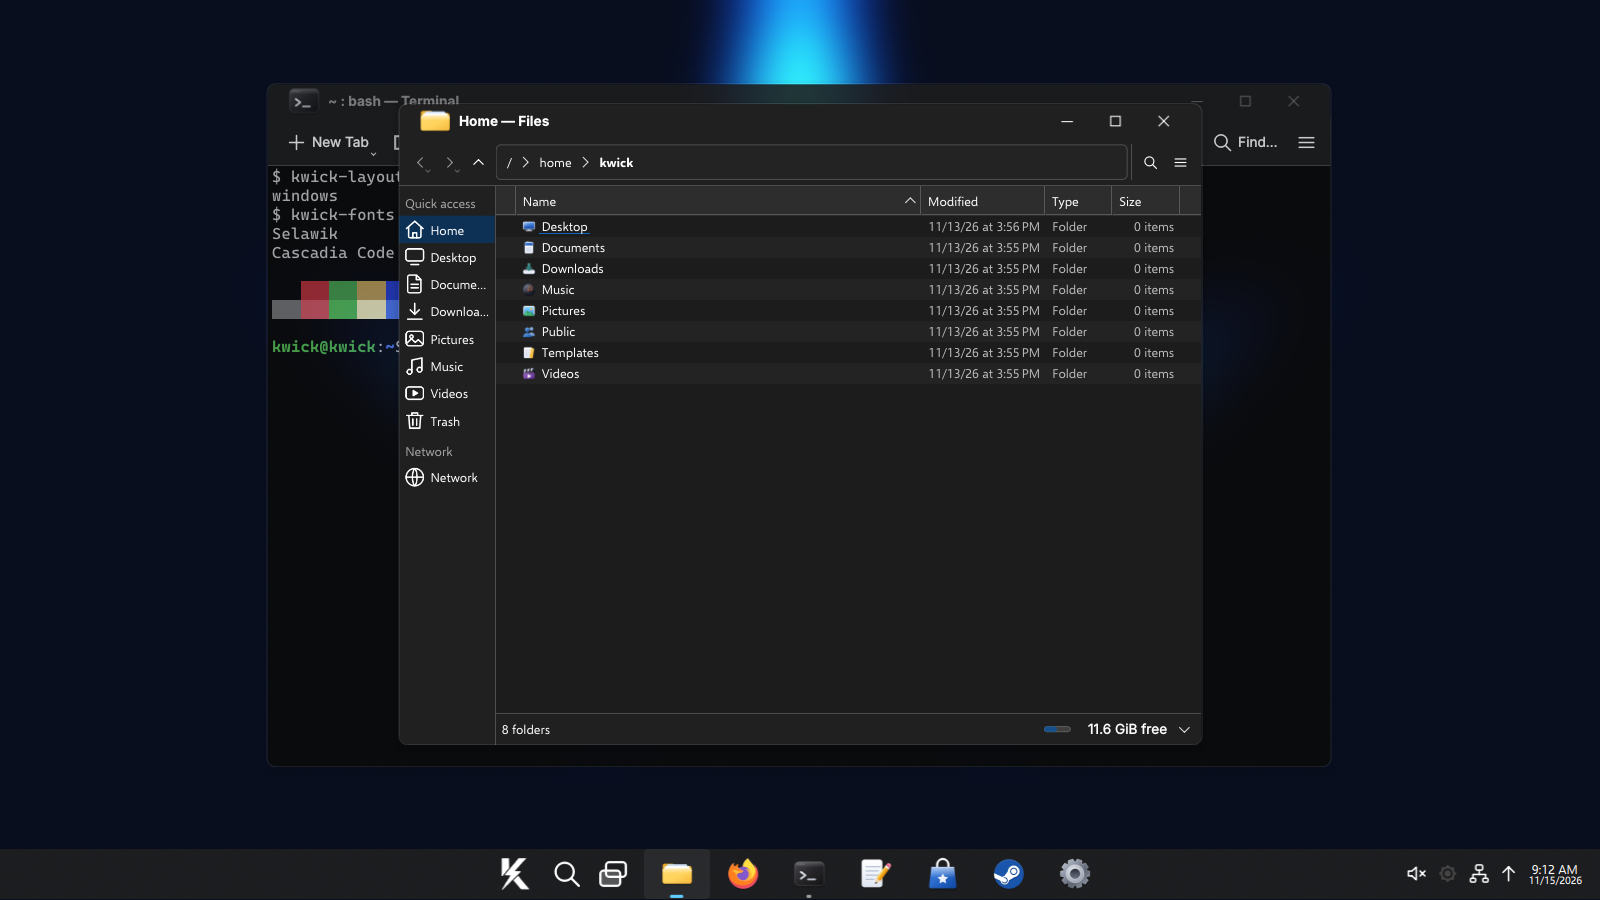 ~ : bash — Terminal
New Tab
Find...
$ kwick-layout
windows
$ kwick-fonts
Selawik
Cascadia Code
kwick@kwick:~$
Home — Files
/ > home > kwick
Quick access
Home
Desktop
Docume...
Downloa...
Pictures
Music
Videos
Trash
Network
Network
Name Modified Type Size
Desktop 11/13/26 at 3:56 PM Folder 0 items
Documents 11/13/26 at 3:55 PM Folder 0 items
Downloads 11/13/26 at 3:55 PM Folder 0 items
Music 11/13/26 at 3:55 PM Folder 0 items
Pictures 11/13/26 at 3:55 PM Folder 0 items
Public 11/13/26 at 3:55 PM Folder 0 items
Templates 11/13/26 at 3:55 PM Folder 0 items
Videos 11/13/26 at 3:55 PM Folder 0 items
8 folders
11.6 GiB free
9:12 AM
11/15/2026